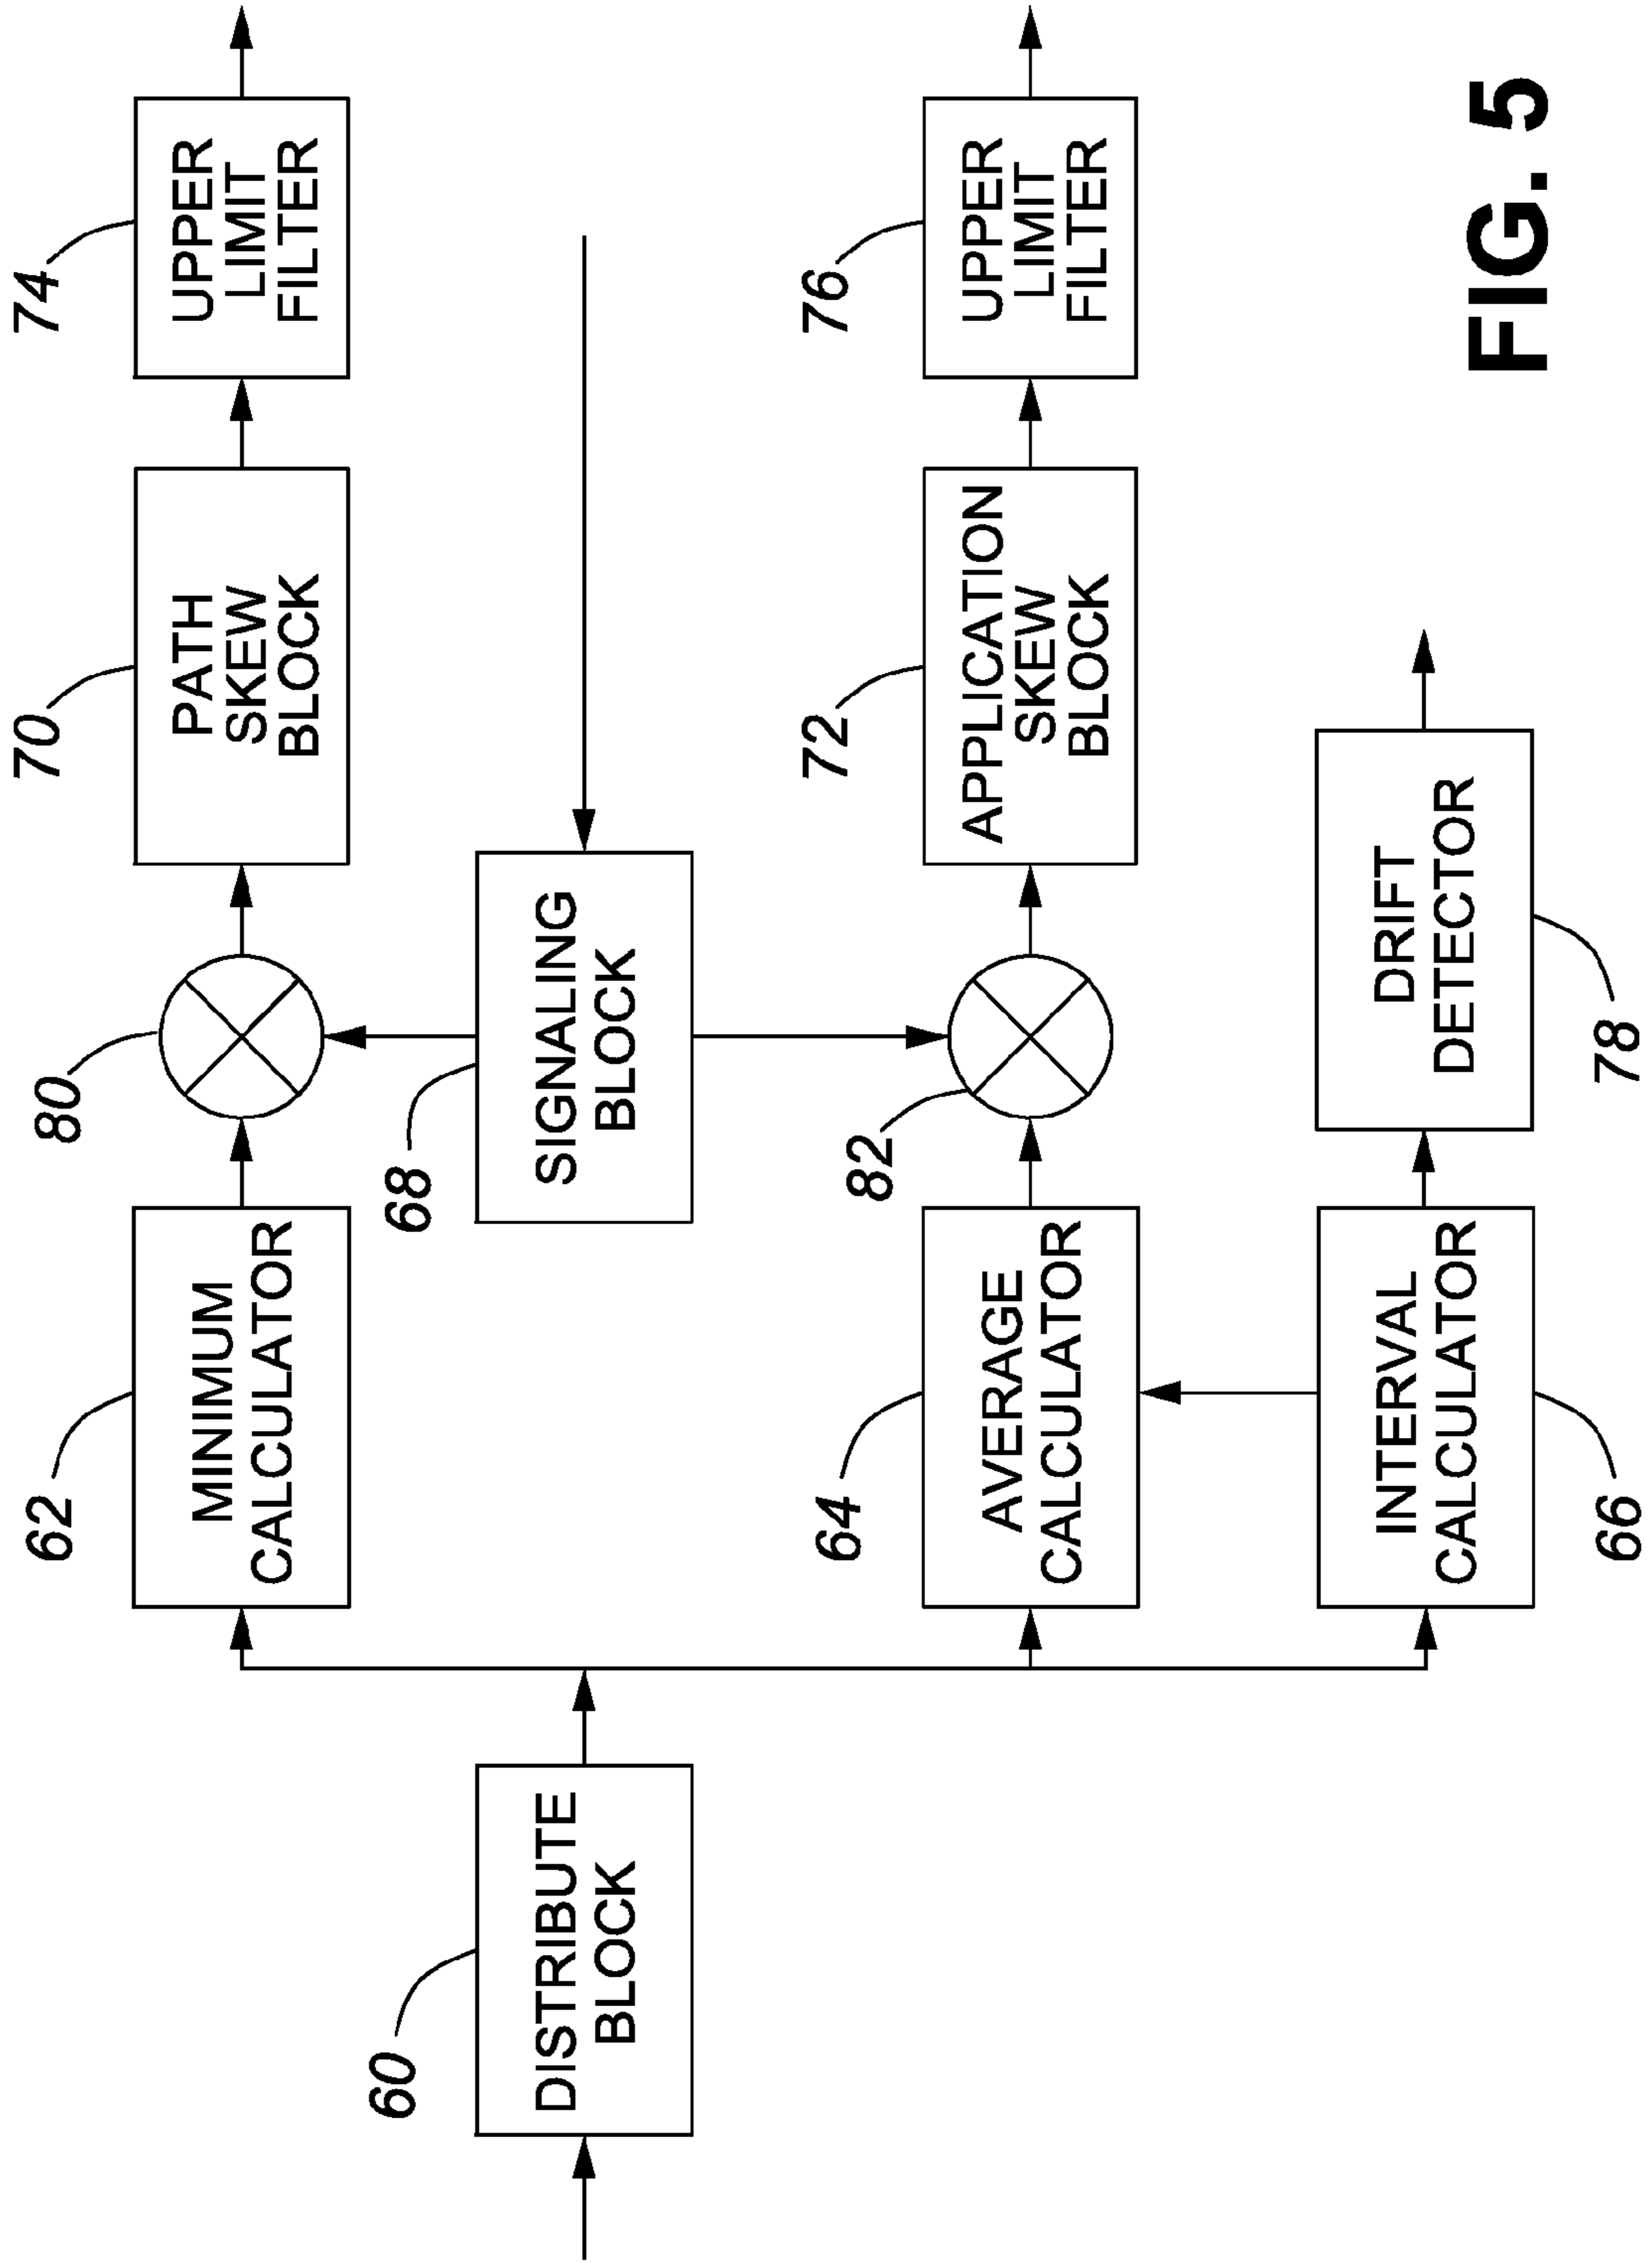 60
DISTRIBUTE
BLOCK
62
MINIMUM
CALCULATOR
64
AVERAGE
CALCULATOR
66
INTERVAL
CALCULATOR
68
SIGNALING
BLOCK
80
82
70
PATH
SKEW
BLOCK
72
APPLICATION
SKEW
BLOCK
78
DRIFT
DETECTOR
74
UPPER
LIMIT
FILTER
76
UPPER
LIMIT
FILTER
FIG. 5